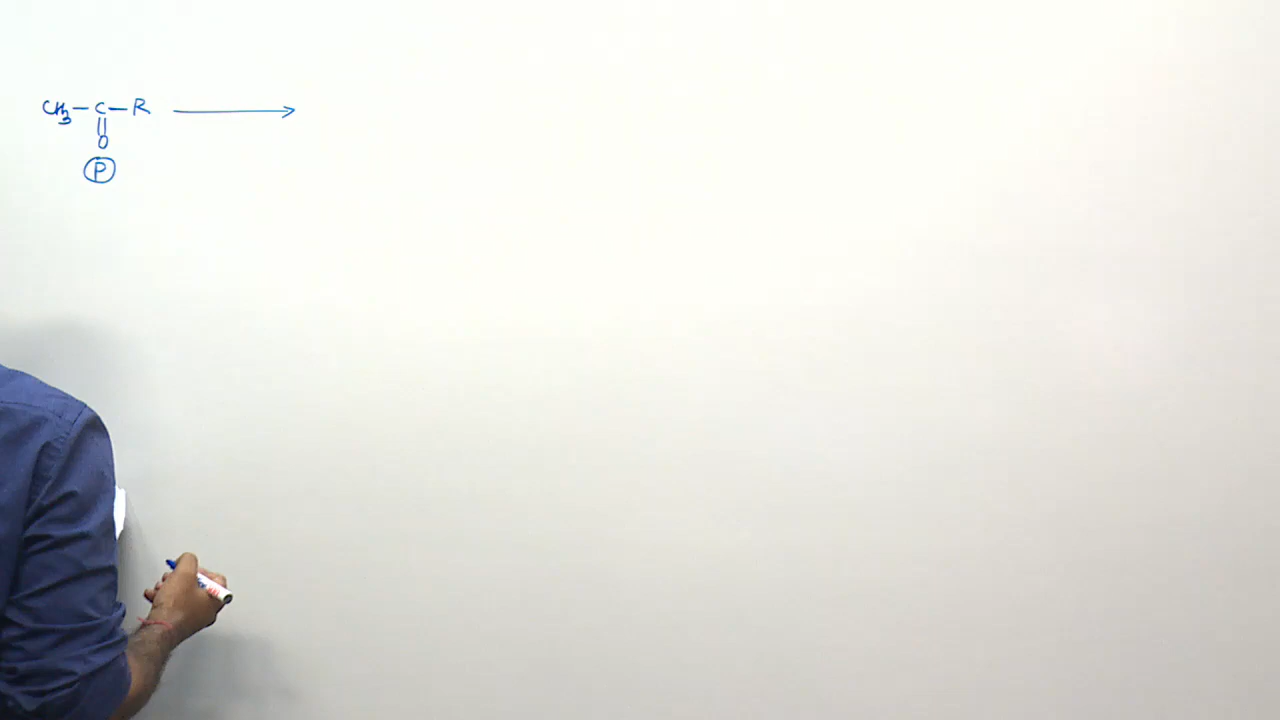 CH3 – C – R ⟶
||
O
P